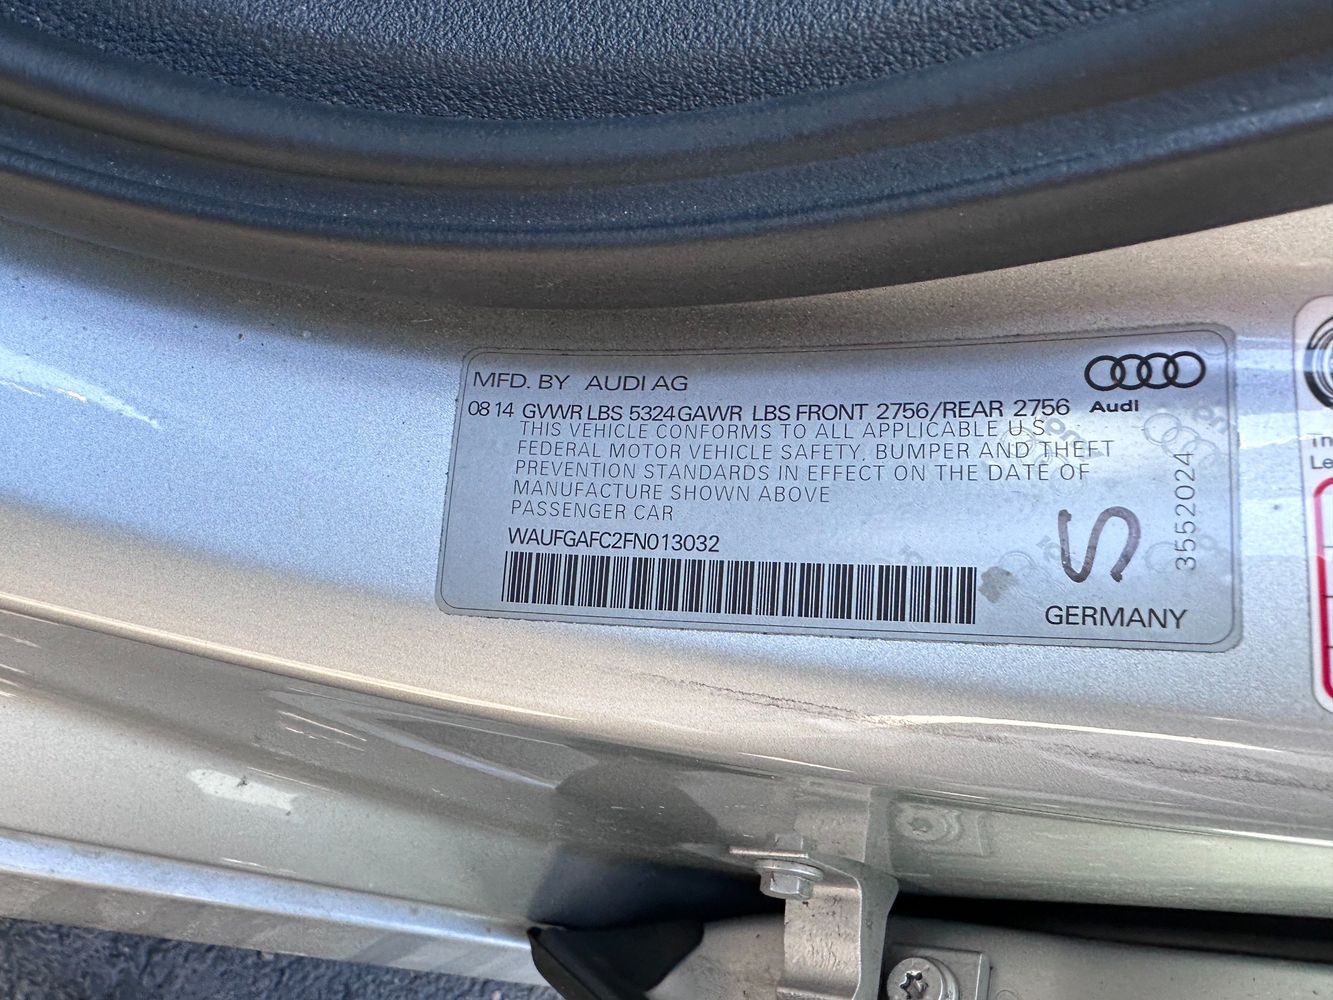 MFD. BY AUDI AG
0814 GVWR LBS 5324 GAWR LBS FRONT 2756/REAR 2756
Audi
THIS VEHICLE CONFORMS TO ALL APPLICABLE U S
FEDERAL MOTOR VEHICLE SAFETY, BUMPER AND THEFT
PREVENTION STANDARDS IN EFFECT ON THE DATE OF
MANUFACTURE SHOWN ABOVE
PASSENGER CAR
WAUFGAFC2FN013032
S
3552024
GERMANY